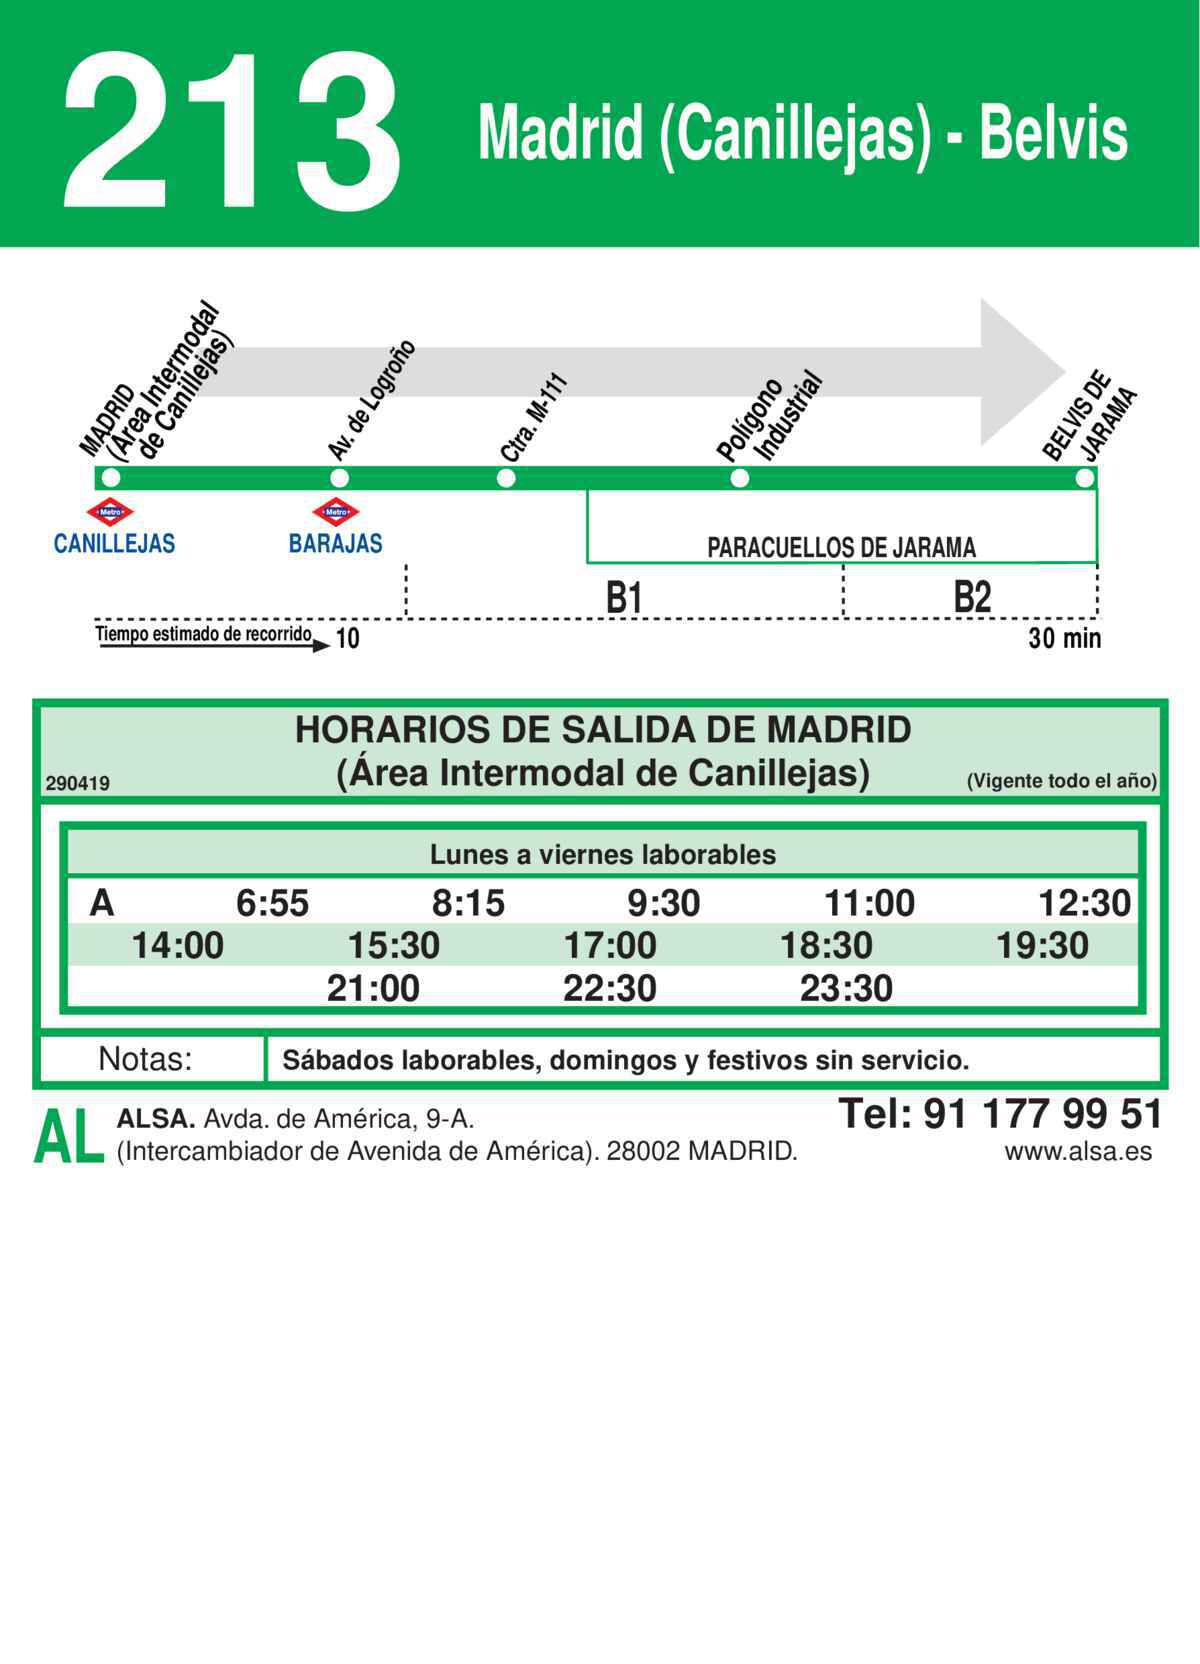 213 Madrid (Canillejas) - Belvis
MADRID
(Área Intermodal
de Canillejas)
Av. de Logroño
Ctra. M-111
Polígono
Industrial
BELVIS DE
JARAMA
Metro
Metro
CANILLEJAS
BARAJAS
PARACUELLOS DE JARAMA
B1
B2
Tiempo estimado de recorrido 10
30 min
HORARIOS DE SALIDA DE MADRID
(Área Intermodal de Canillejas)
290419
(Vigente todo el año)
Lunes a viernes laborables
A 6:55 8:15 9:30 11:00 12:30
14:00 15:30 17:00 18:30 19:30
21:00 22:30 23:30
Notas: Sábados laborables, domingos y festivos sin servicio.
AL
ALSA. Avda. de América, 9-A.
(Intercambiador de Avenida de América). 28002 MADRID.
Tel: 91 177 99 51
www.alsa.es